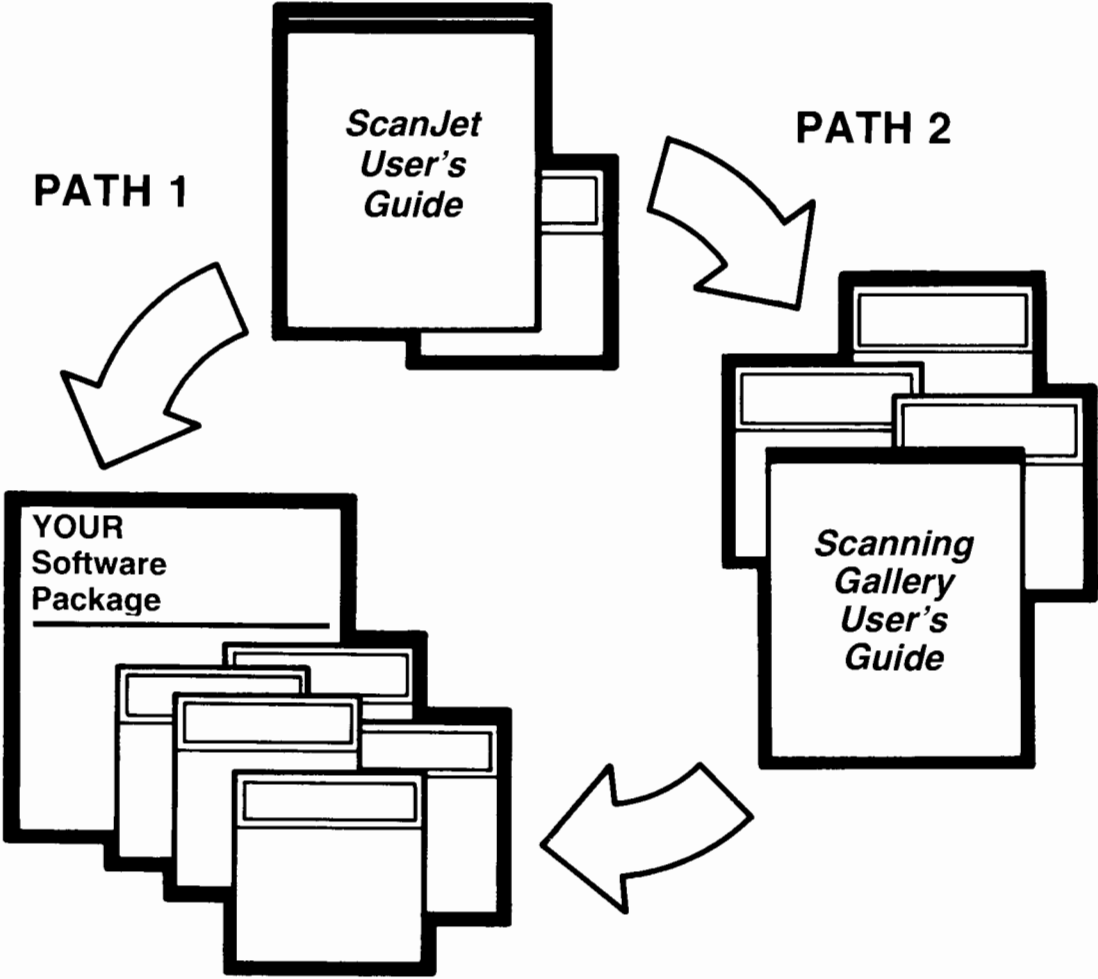 ScanJet
User's
Guide
PATH 1
PATH 2
YOUR
Software
Package
Scanning
Gallery
User's
Guide